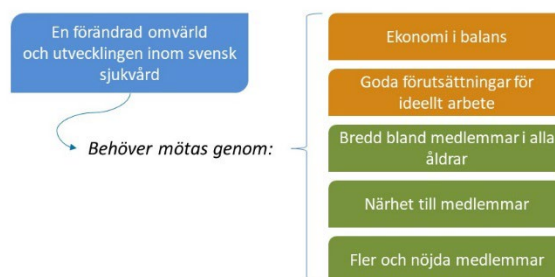 En förändrad omvärld
och utvecklingen inom svensk
sjukvård
Behöver mötas genom:
Ekonomi i balans
Goda förutsättningar för
ideellt arbete
Bredd bland medlemmar i alla
åldrar
Närhet till medlemmar
Fler och nöjda medlemmar